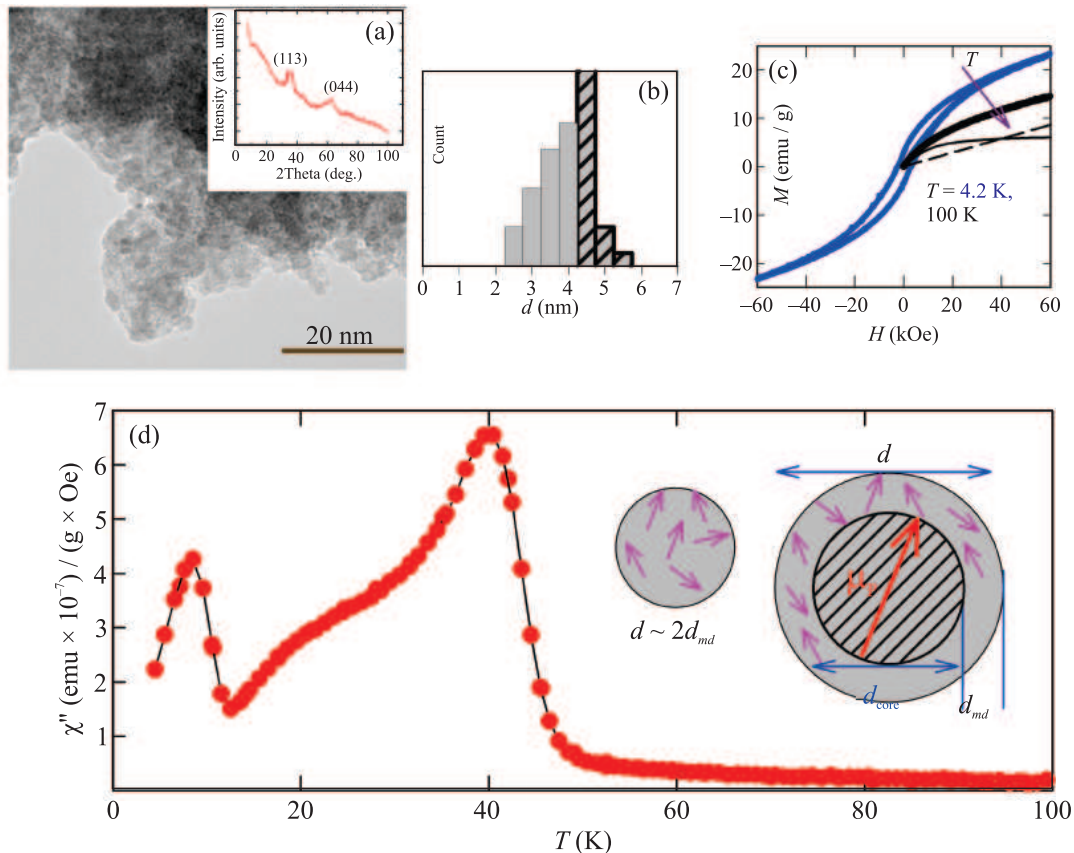 (a)
Intensity (arb. units)
(113)
(044)
0 20 40 60 80 100
2Theta (deg.)
20 nm
(b)
Count
0 1 2 3 4 5 6 7
d (nm)
(c)
M (emu / g)
20
10
0
−10
−20
T
T = 4.2 K,
100 K
−60 −40 −20 0 20 40 60
H (kOe)
(d)
χ" (emu × 10⁻⁷) / (g × Oe)
7
6
5
4
3
2
1
d ~ 2d_md
d
μ_p
d_core
d_md
0 20 40 60 80 100
T (K)